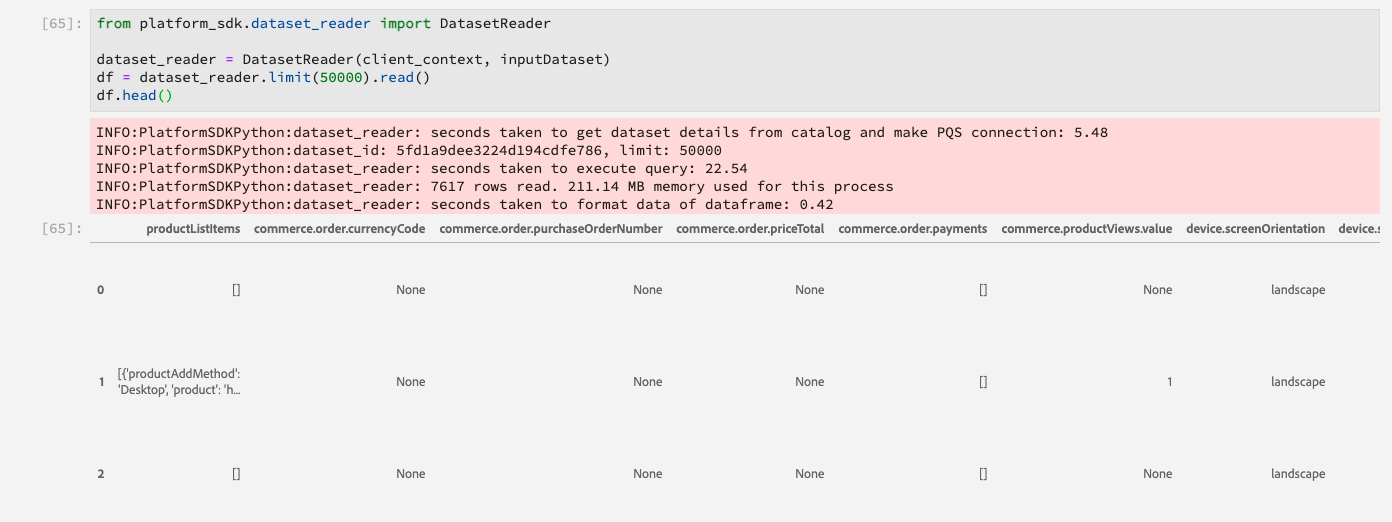 [65]: from platform_sdk.dataset_reader import DatasetReader
dataset_reader = DatasetReader(client_context, inputDataset)
df = dataset_reader.limit(50000).read()
df.head()
INFO:PlatformSDKPython:dataset_reader: seconds taken to get dataset details from catalog and make PQS connection: 5.48
INFO:PlatformSDKPython:dataset_reader: dataset_id: 5fd1a9dee3224d194cdfe786, limit: 50000
INFO:PlatformSDKPython:dataset_reader: seconds taken to execute query: 22.54
INFO:PlatformSDKPython:dataset_reader: 7617 rows read. 211.14 MB memory used for this process
INFO:PlatformSDKPython:dataset_reader: seconds taken to format data of dataframe: 0.42
[65]: productListItems commerce.order.currencyCode commerce.order.purchaseOrderNumber commerce.order.priceTotal commerce.order.payments commerce.productViews.value device.screenOrientation device.s
0 [] None None None [] None landscape
1 [{'productAddMethod':
'Desktop', 'product': 'h... None None None [] 1 landscape
2 [] None None None [] None landscape